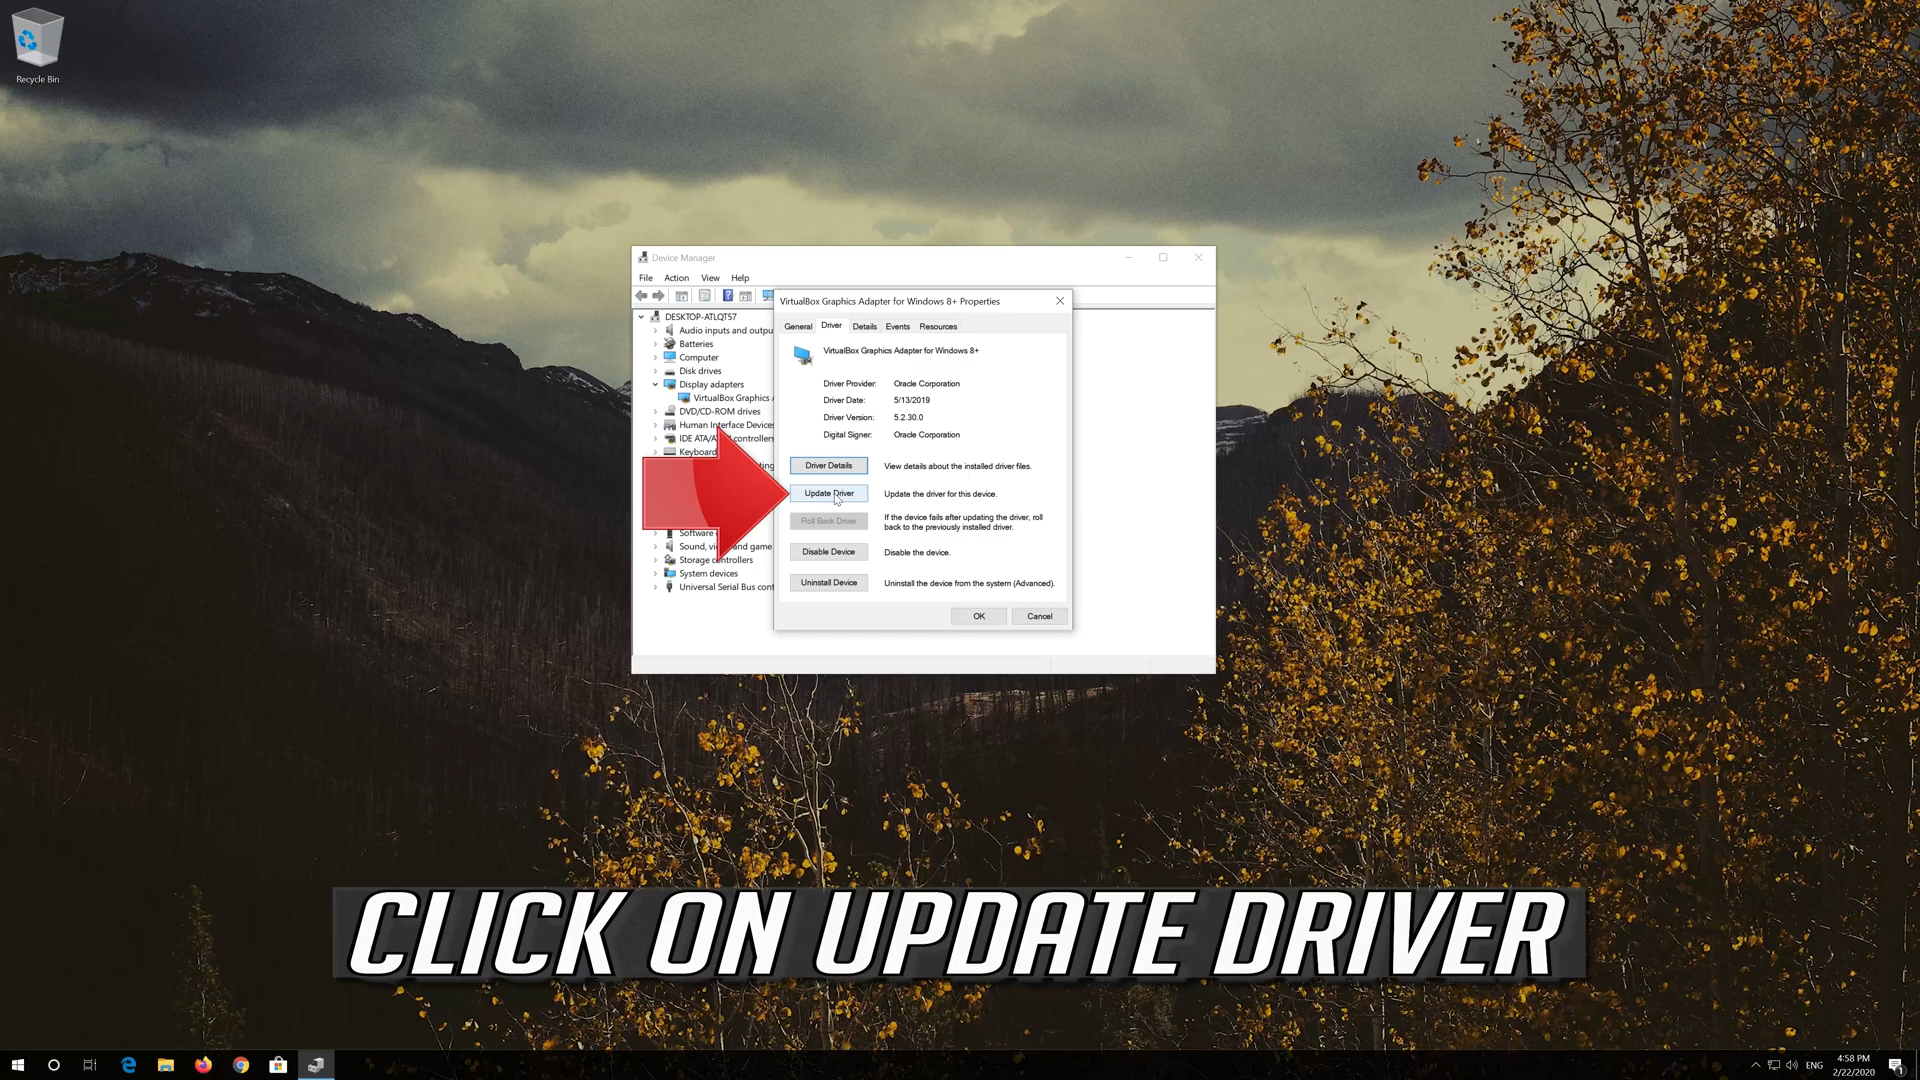 Recycle Bin
Device Manager
File Action View Help
VirtualBox Graphics Adapter for Windows 8+ Properties
DESKTOP-ATLQT57
Audio inputs and outpu
Batteries
Computer
Disk drives
Display adapters
VirtualBox Graphics A
DVD/CD-ROM drives
Human Interface Devices
IDE ATA/A controllers
Keyboard
ting
Software
Sound, vi and game
Storage controllers
System devices
Universal Serial Bus cont
General Driver Details Events Resources
VirtualBox Graphics Adapter for Windows 8+
Driver Provider: Oracle Corporation
Driver Date: 5/13/2019
Driver Version: 5.2.30.0
Digital Signer: Oracle Corporation
Driver Details View details about the installed driver files.
Update Driver Update the driver for this device.
Roll Back Driver If the device fails after updating the driver, roll
back to the previously installed driver.
Disable Device Disable the device.
Uninstall Device Uninstall the device from the system (Advanced).
OK Cancel
CLICK ON UPDATE DRIVER
ENG
4:58 PM
2/22/2020
1